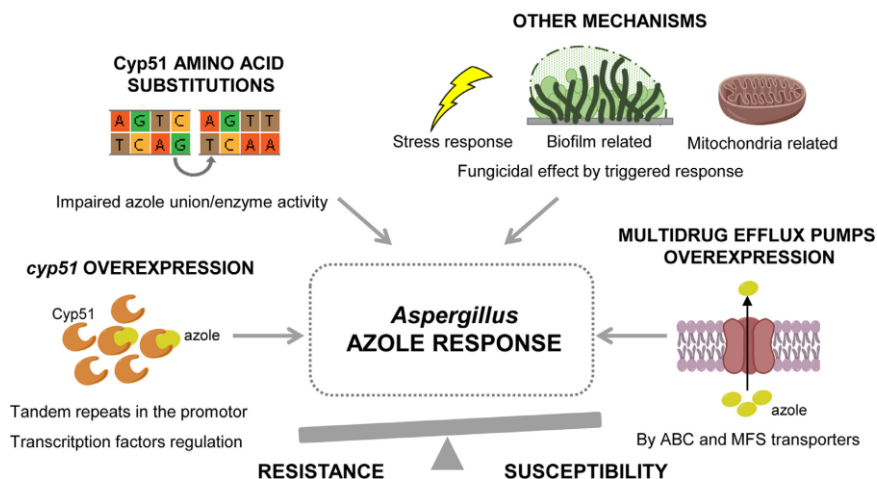 OTHER MECHANISMS
Cyp51 AMINO ACID
SUBSTITUTIONS
A G T C A G T T
T C A G T C A A
Stress response
Biofilm related
Mitochondria related
Fungicidal effect by triggered response
Impaired azole union/enzyme activity
MULTIDRUG EFFLUX PUMPS
OVEREXPRESSION
cyp51 OVEREXPRESSION
Cyp51
azole
Aspergillus
AZOLE RESPONSE
azole
Tandem repeats in the promotor
Transcritption factors regulation
By ABC and MFS transporters
RESISTANCE
SUSCEPTIBILITY